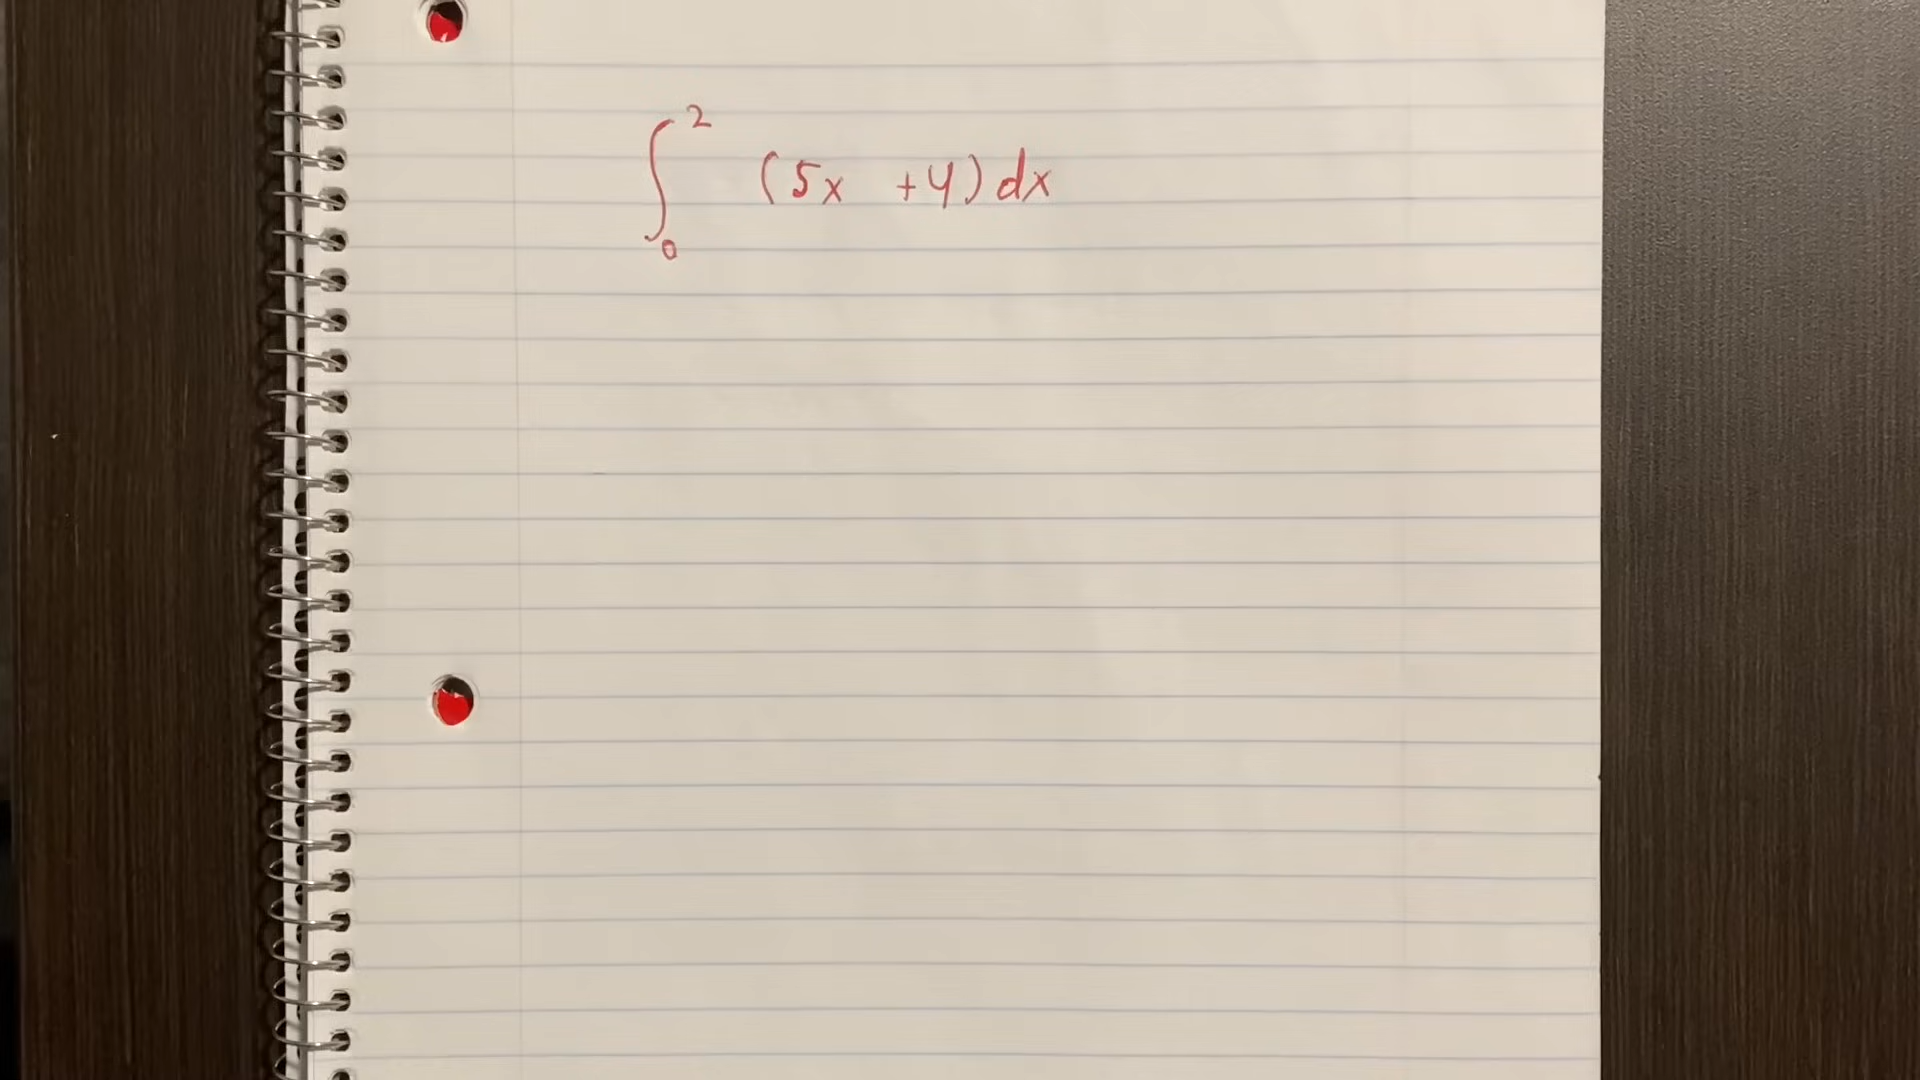 ∫₀² (5x +4) dx